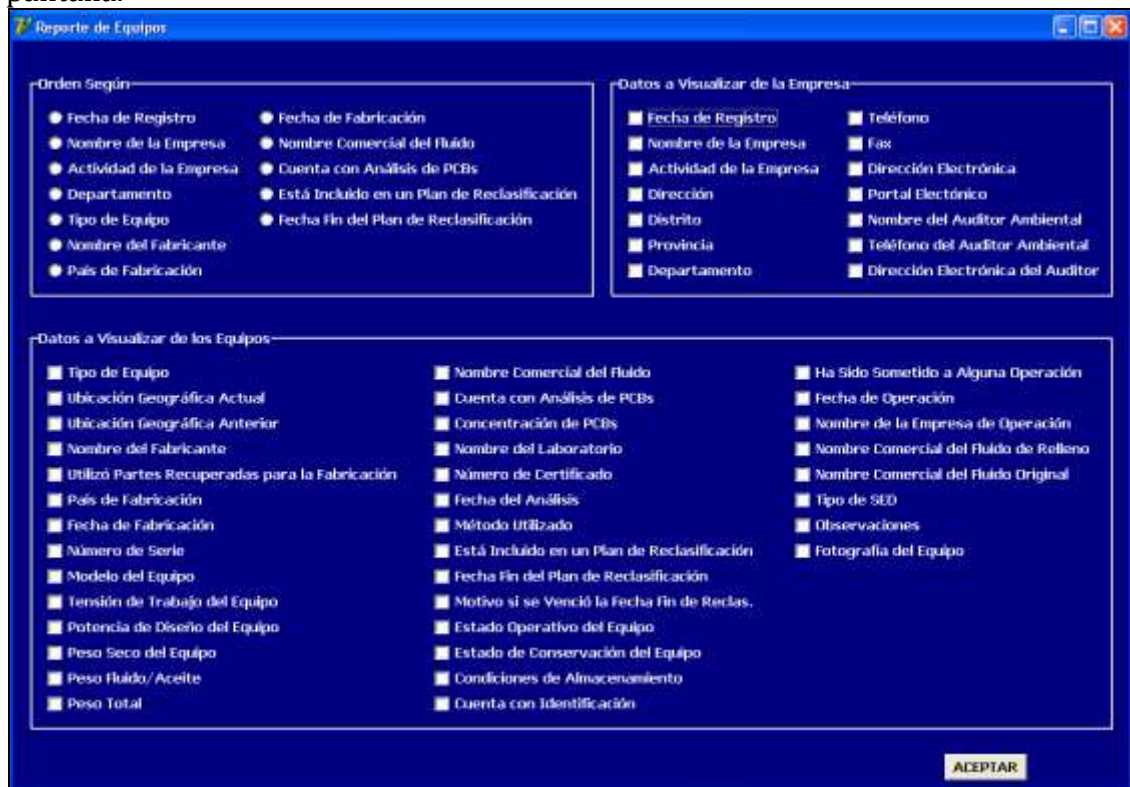 pantalla.
Reporte de Equipos
Orden Según
Fecha de Registro
Nombre de la Empresa
Actividad de la Empresa
Departamento
Tipo de Equipo
Nombre del Fabricante
País de Fabricación
Fecha de Fabricación
Nombre Comercial del Fluido
Cuenta con Análisis de PCBs
Está Incluido en un Plan de Reclasificación
Fecha Fin del Plan de Reclasificación
Datos a Visualizar de la Empresa
Fecha de Registro
Nombre de la Empresa
Actividad de la Empresa
Dirección
Distrito
Provincia
Departamento
Teléfono
Fax
Dirección Electrónica
Portal Electónico
Nombre del Auditor Ambiental
Teléfono del Auditor Ambiental
Dirección Electrónica del Auditor
Datos a Visualizar de los Equipos
Tipo de Equipo
Ubicación Geográfica Actual
Ubicación Geográfica Anterior
Nombre del Fabricante
Utilizó Partes Recuperadas para la Fabricación
País de Fabricación
Fecha de Fabricación
Número de Serie
Modelo del Equipo
Tensión de Trabajo del Equipo
Potencia de Diseño del Equipo
Peso Seco del Equipo
Peso Fluido/Aceite
Peso Total
Nombre Comercial del Fluido
Cuenta con Análisis de PCBs
Concentración de PCBs
Nombre del Laboratorio
Número de Certificado
Fecha del Análisis
Método Utilizado
Está Incluido en un Plan de Reclasificación
Fecha Fin del Plan de Reclasificación
Motivo si se Venció la Fecha Fin de Reclas.
Estado Operativo del Equipo
Estado de Conservación del Equipo
Condiciones de Almacenamiento
Cuenta con Identificación
Ha Sido Sometido a Alguna Operación
Fecha de Operación
Nombre de la Empresa de Operación
Nombre Comercial del Fluido de Relleno
Nombre Comercial del Fluido Original
Tipo de SED
Observaciones
Fotografía del Equipo
ACEPTAR